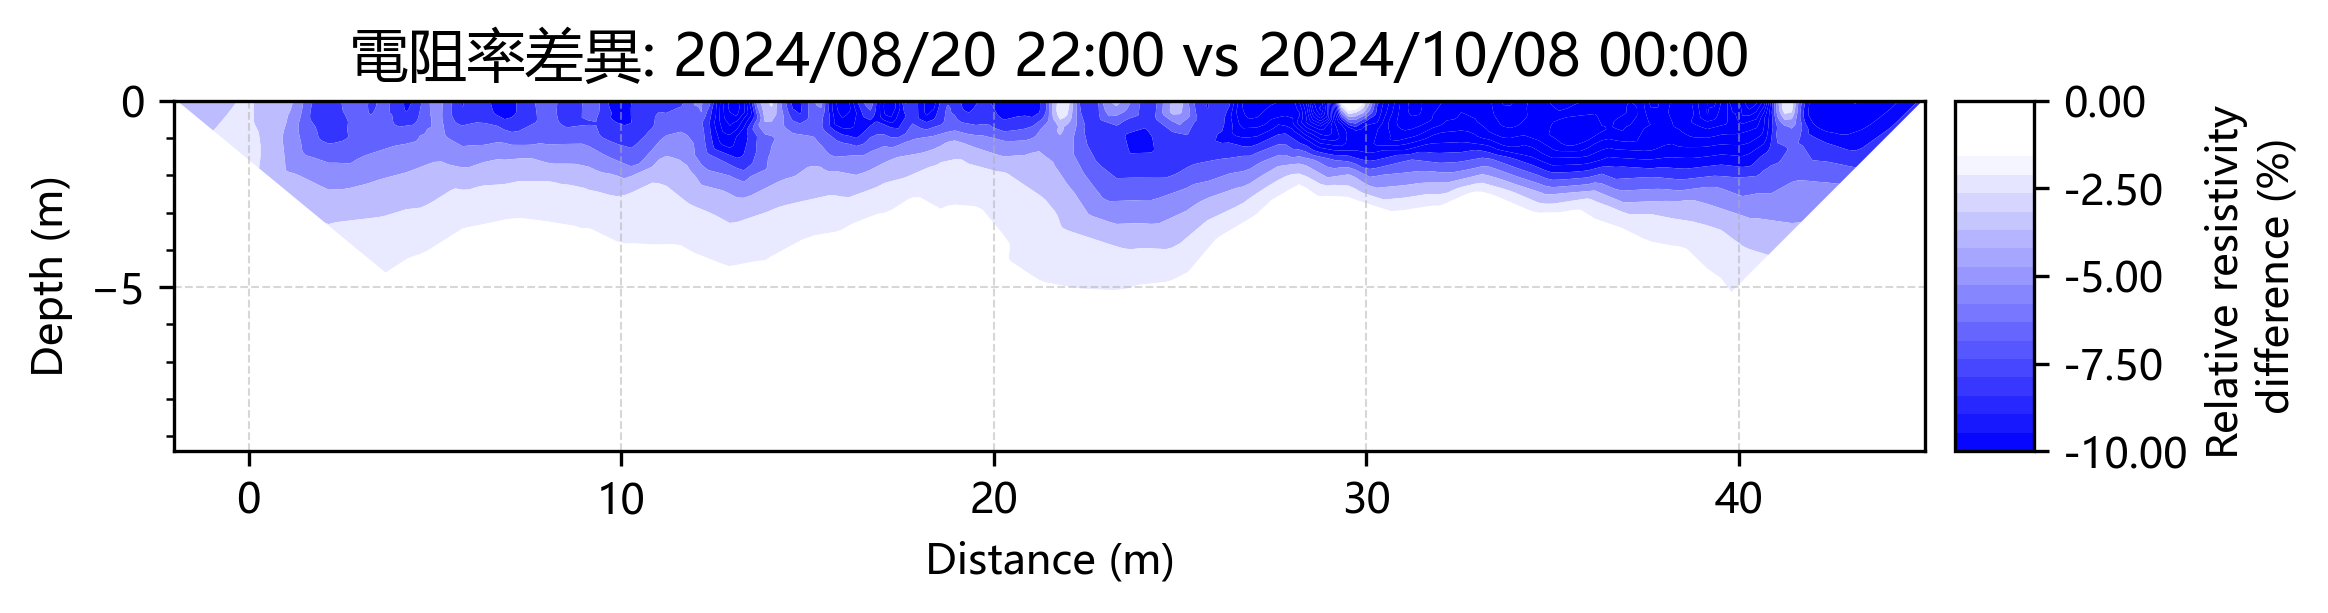 電阻率差異: 2024/08/20 22:00 vs 2024/10/08 00:00
0
−5
Depth (m)
0
10
20
30
40
Distance (m)
0.00
-2.50
-5.00
-7.50
-10.00
Relative resistivity
difference (%)